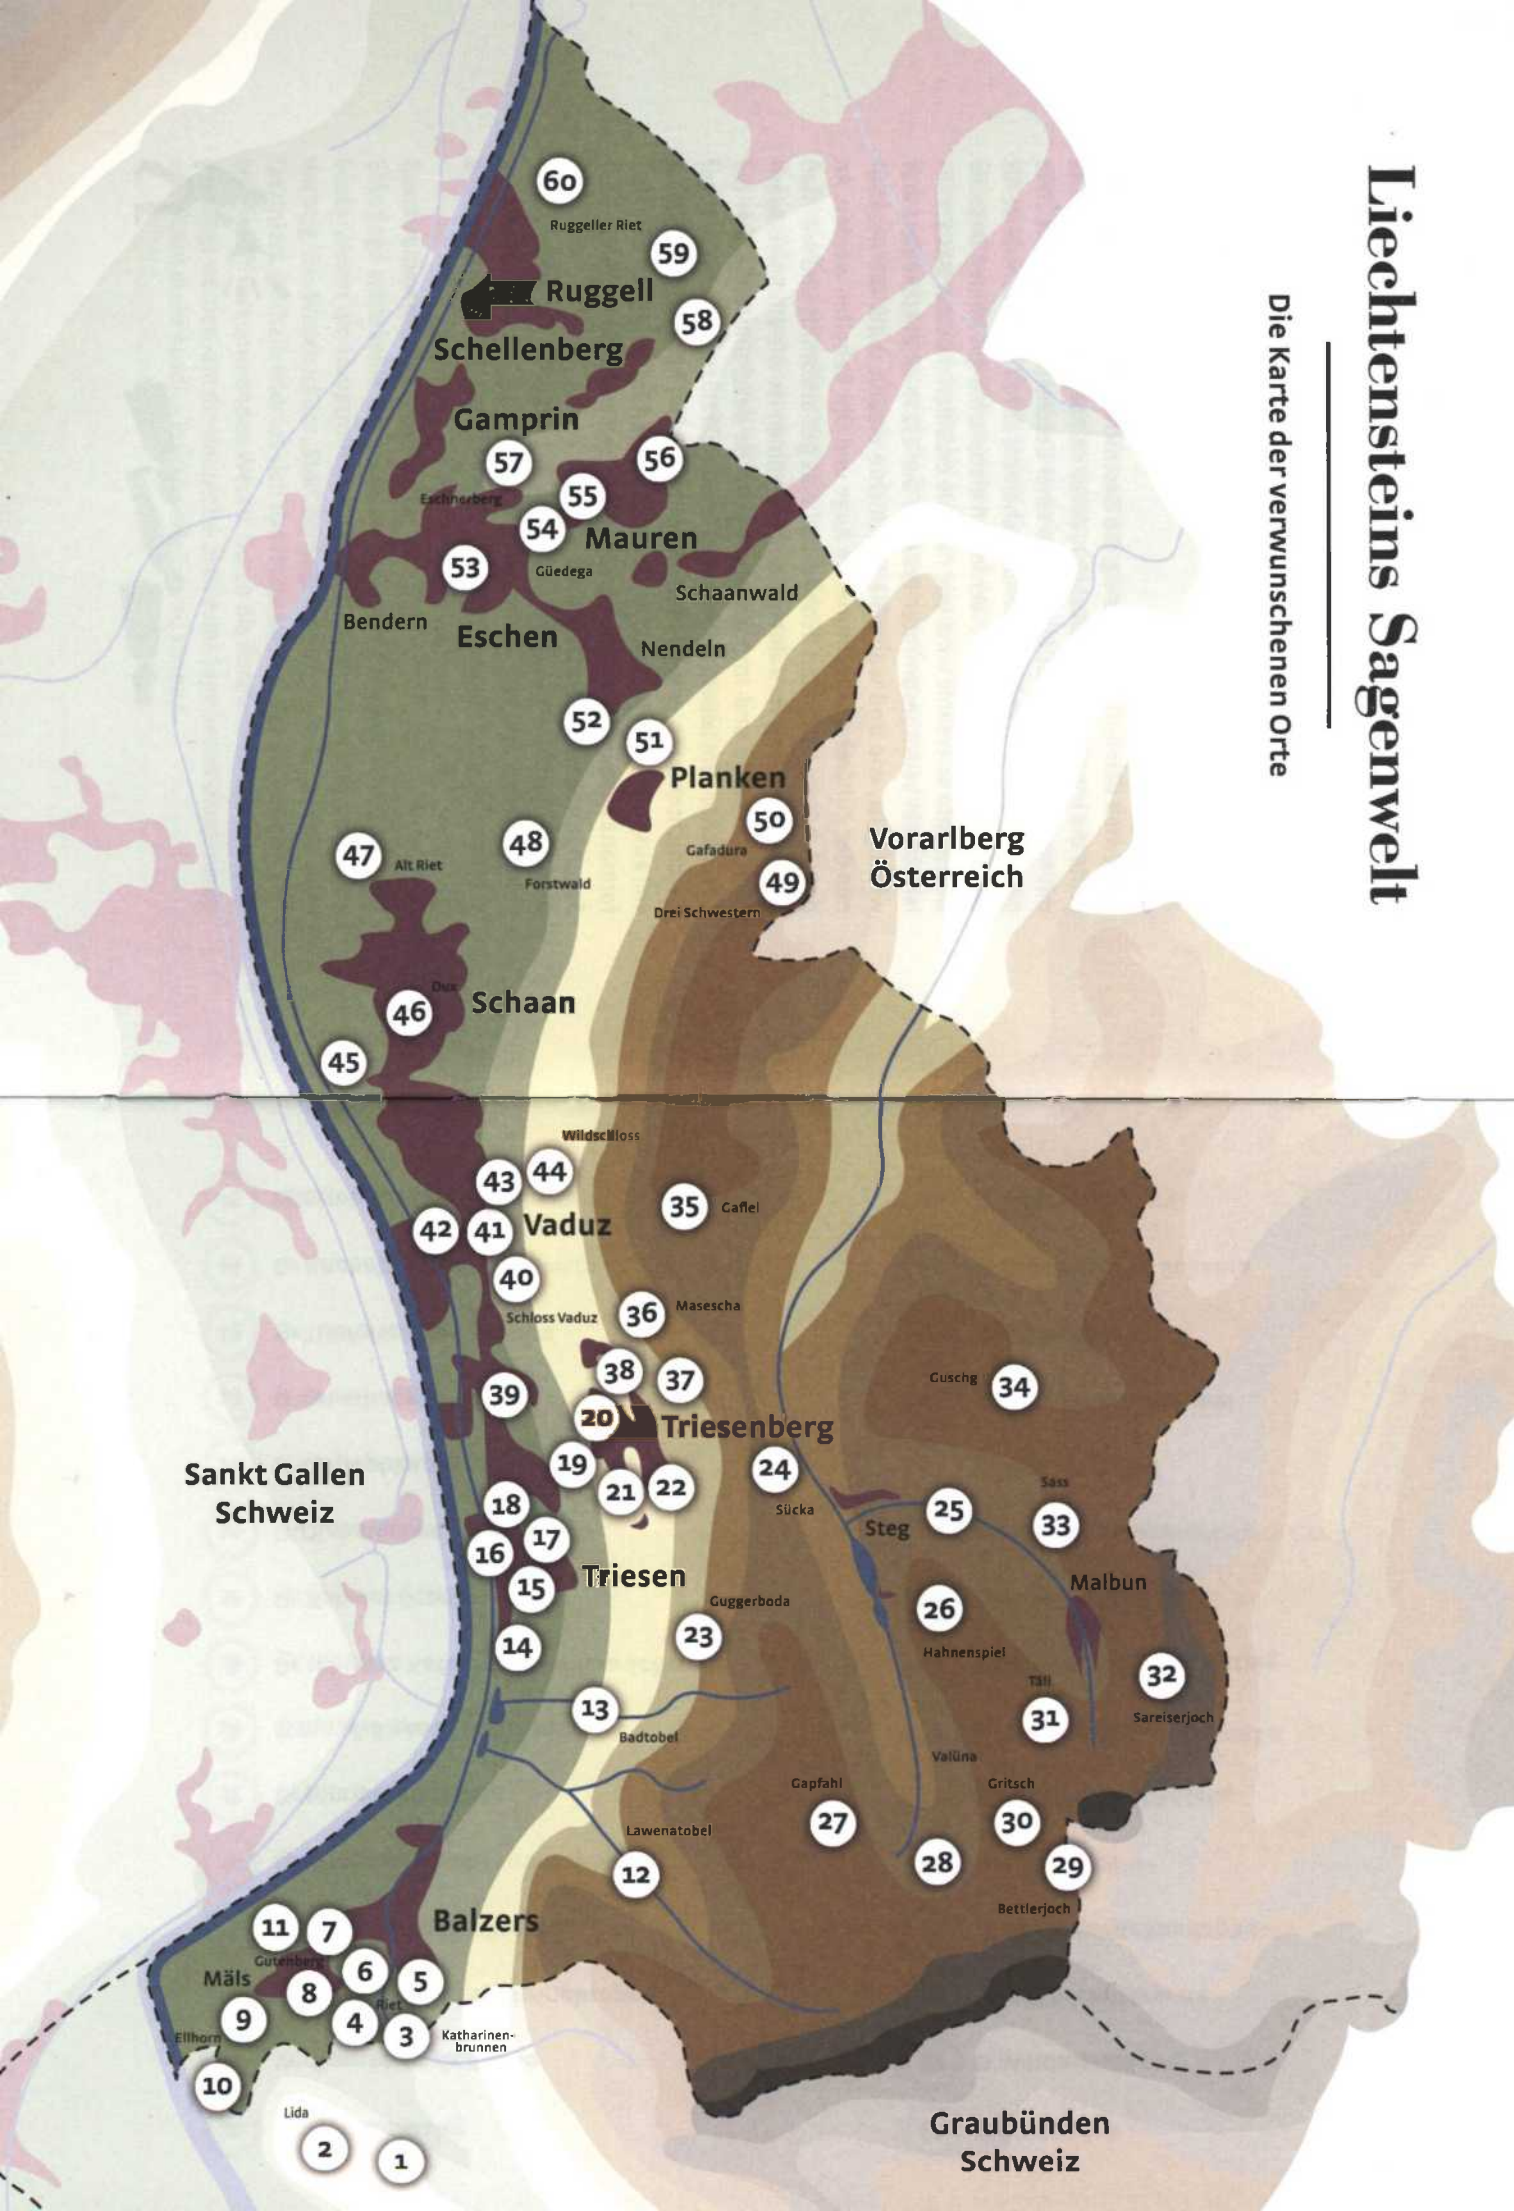 Liechtensteins Sagenwelt
Die Karte der verwunschenen Orte
60
Ruggeller Riet
59
Ruggell
58
Schellenberg
Gamprin
57
56
Eschnerberg
55
54
Mauren
53
Güedega
Schaanwald
Bendern
Eschen
Nendeln
52
51
Planken
50
Vorarlberg
Österreich
47
48
Gafadura
Alt Riet
Forstwald
49
Drei Schwestern
Dux
46
Schaan
45
Wildschloss
44
43
35
Gaflei
42
41
Vaduz
40
Schloss Vaduz
36
Masescha
38
37
Guschg
34
39
20
Triesenberg
Sankt Gallen
Schweiz
19
24
Sücka
21
22
Sass
18
25
33
Steg
17
16
Triesen
15
Malbun
Guggerboda
26
23
14
Hahnenspiel
32
Täli
Sareiserjoch
13
31
Badtobel
Valüna
Gapfahl
Gritsch
27
30
Lawenatobel
28
29
12
Bettlerjoch
Balzers
11
7
Gutenberg
Mäls
6
5
8
Riet
9
4
3
Ellhorn
Katharinen-
brunnen
10
Lida
2
1
Graubünden
Schweiz